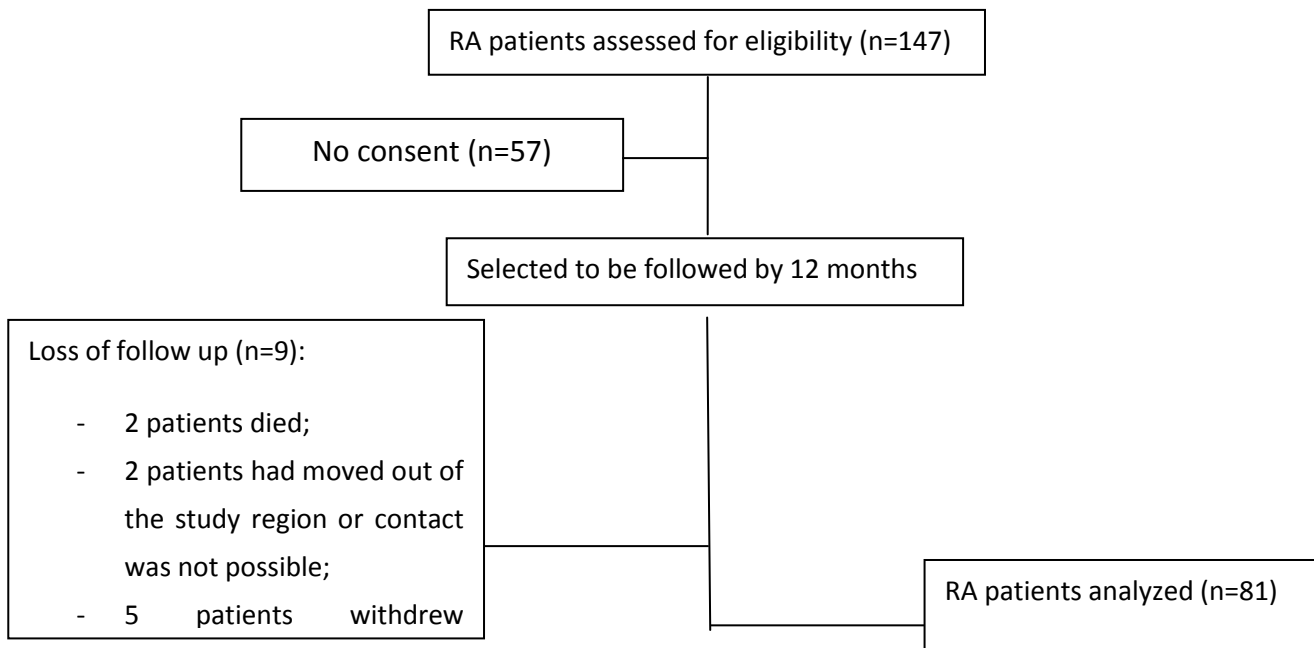 RA patients assessed for eligibility (n=147)
No consent (n=57)
Selected to be followed by 12 months
Loss of follow up (n=9):
- 2 patients died;
- 2 patients had moved out of
the study region or contact
was not possible;
- 5 patients withdrew
RA patients analyzed (n=81)